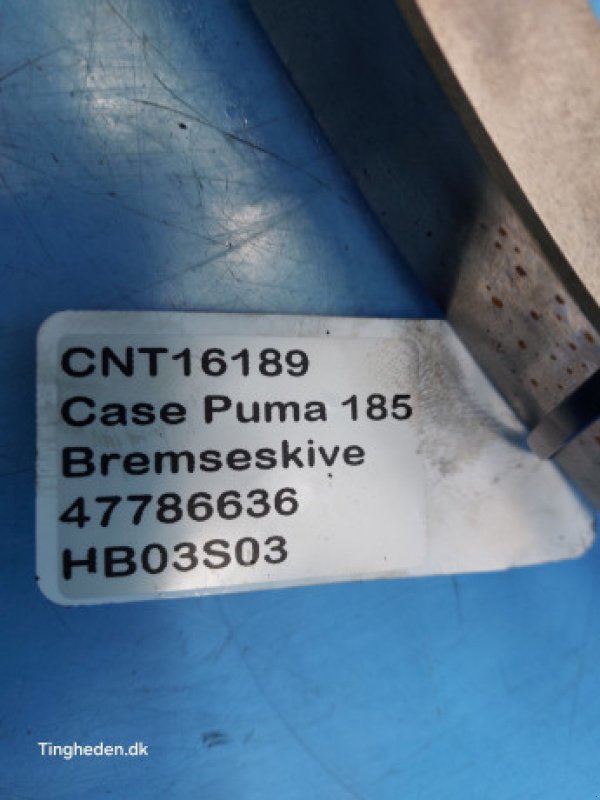 CNT16189
Case Puma 185
Bremseskive
47786636
HB03S03
Tingheden.dk